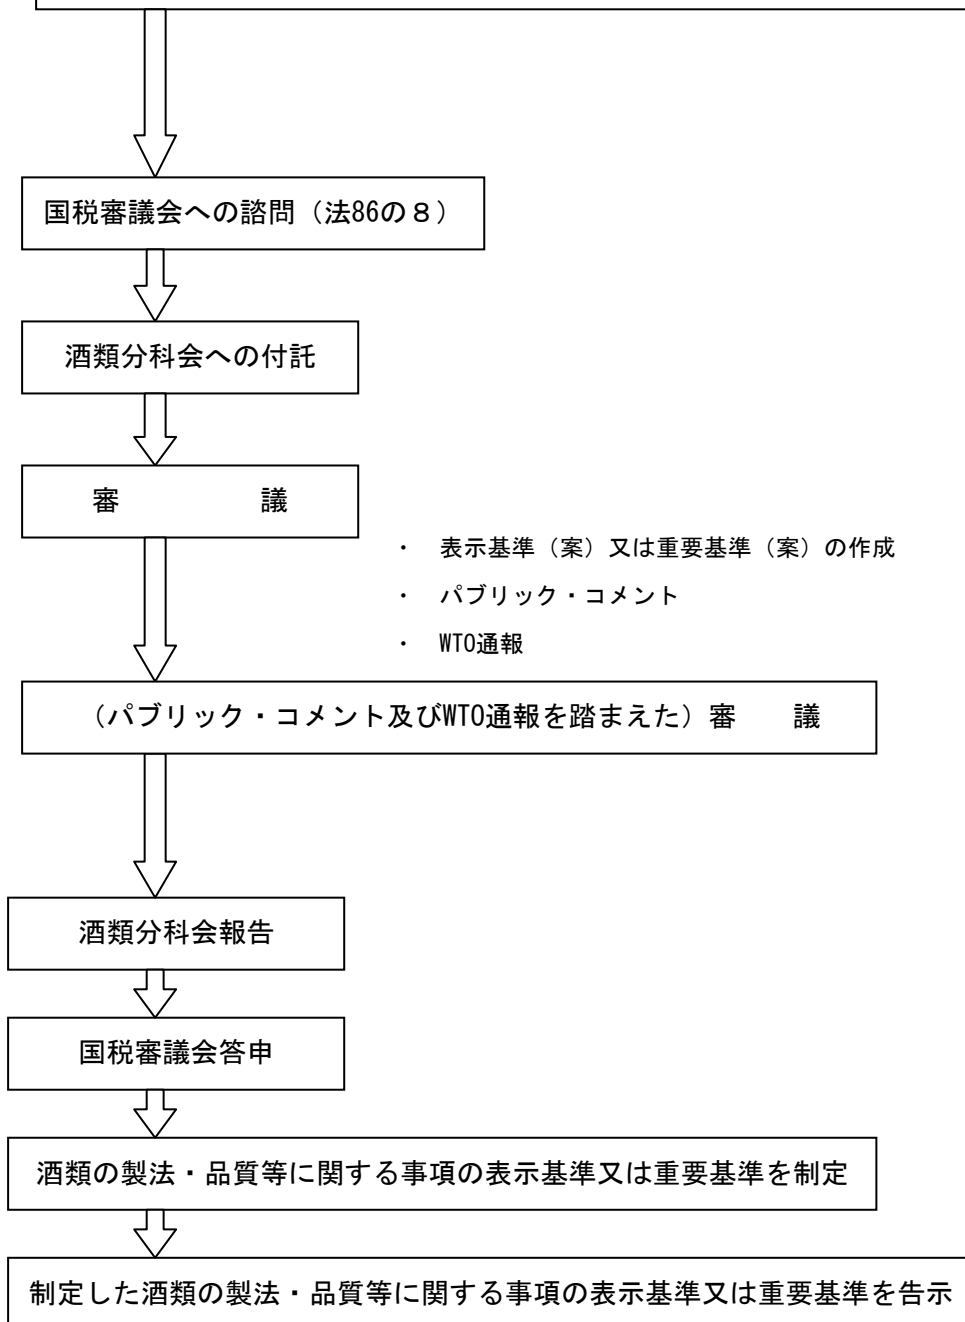 国税審議会への諮問（法86の８）
酒類分科会への付託
審　　　　　議
・　表示基準（案）又は重要基準（案）の作成
・　パブリック・コメント
・　WTO通報
（パブリック・コメント及びWTO通報を踏まえた）審　　議
酒類分科会報告
国税審議会答申
酒類の製法・品質等に関する事項の表示基準又は重要基準を制定
制定した酒類の製法・品質等に関する事項の表示基準又は重要基準を告示